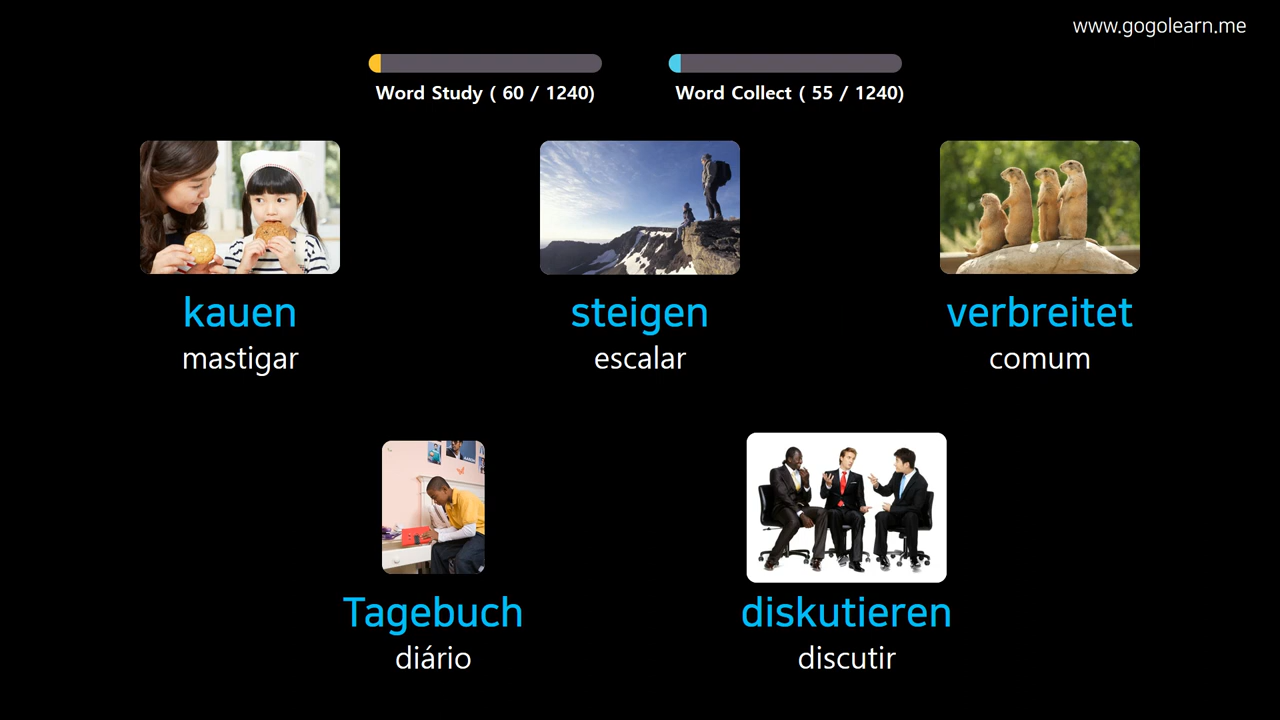 www.gogolearn.me
Word Study ( 60 / 1240)
Word Collect ( 55 / 1240)
kauen
mastigar
steigen
escalar
verbreitet
comum
Tagebuch
diário
diskutieren
discutir